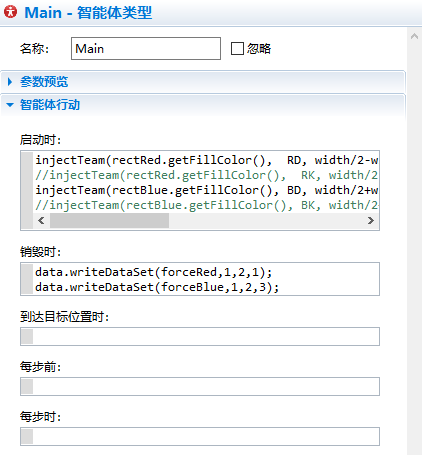 Main - 智能体类型
名称: Main 忽略
参数预览
智能体行动
启动时:
injectTeam(rectRed.getFillColor(),  RD, width/2-w
//injectTeam(rectRed.getFillColor(),  RK, width/2
injectTeam(rectBlue.getFillColor(), BD, width/2+w
//injectTeam(rectBlue.getFillColor(), BK, width/2
销毁时:
data.writeDataSet(forceRed,1,2,1);
data.writeDataSet(forceBlue,1,2,3);
到达目标位置时:
每步前:
每步时: